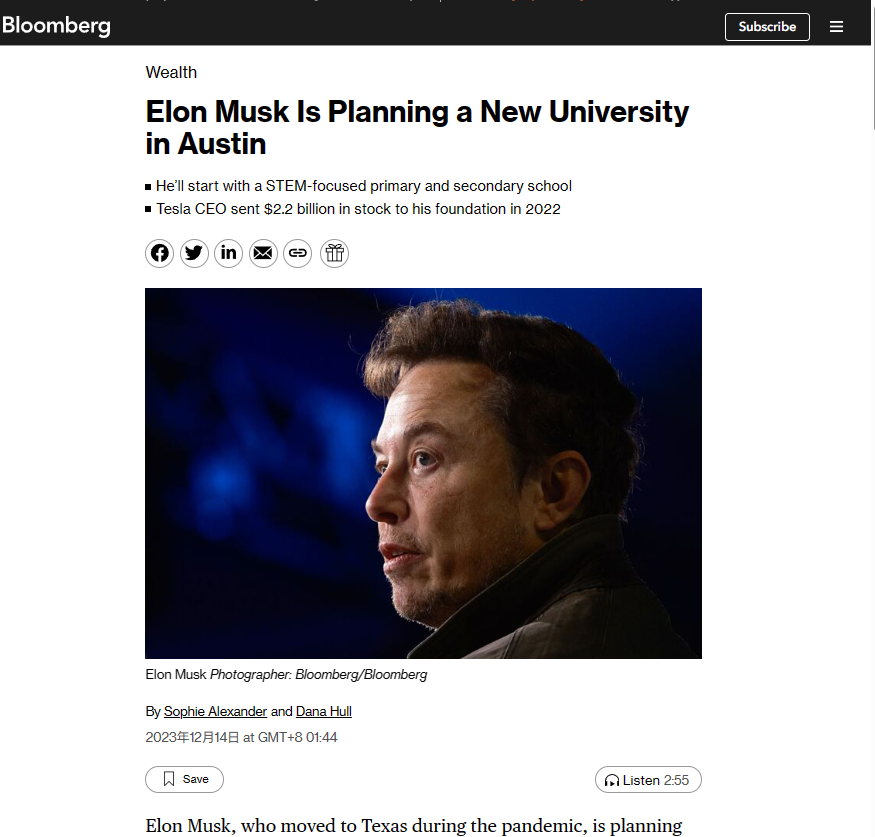 Bloomberg
Subscribe
Wealth
Elon Musk Is Planning a New University
in Austin
He'll start with a STEM-focused primary and secondary school
Tesla CEO sent $2.2 billion in stock to his foundation in 2022
Elon Musk Photographer: Bloomberg/Bloomberg
By Sophie Alexander and Dana Hull
2023年12月14日 at GMT+8 01:44
Save
Listen 2:55
Elon Musk, who moved to Texas during the pandemic, is planning